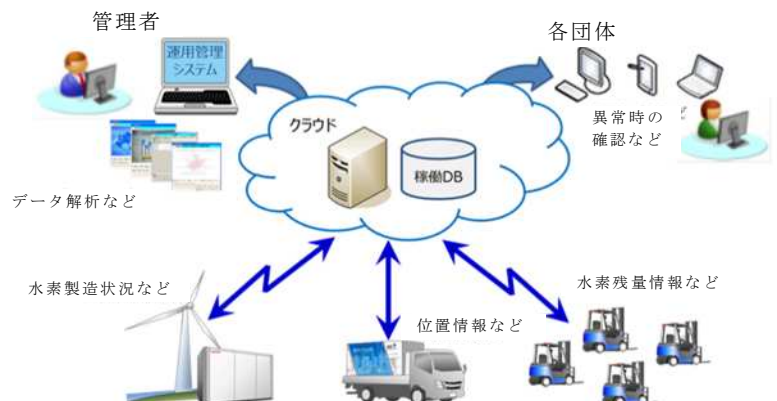 管理者
各団体
運用管理
システム
異常時の
確認など
クラウド
稼働DB
データ解析など
水素製造状況など
水素残量情報など
位置情報など